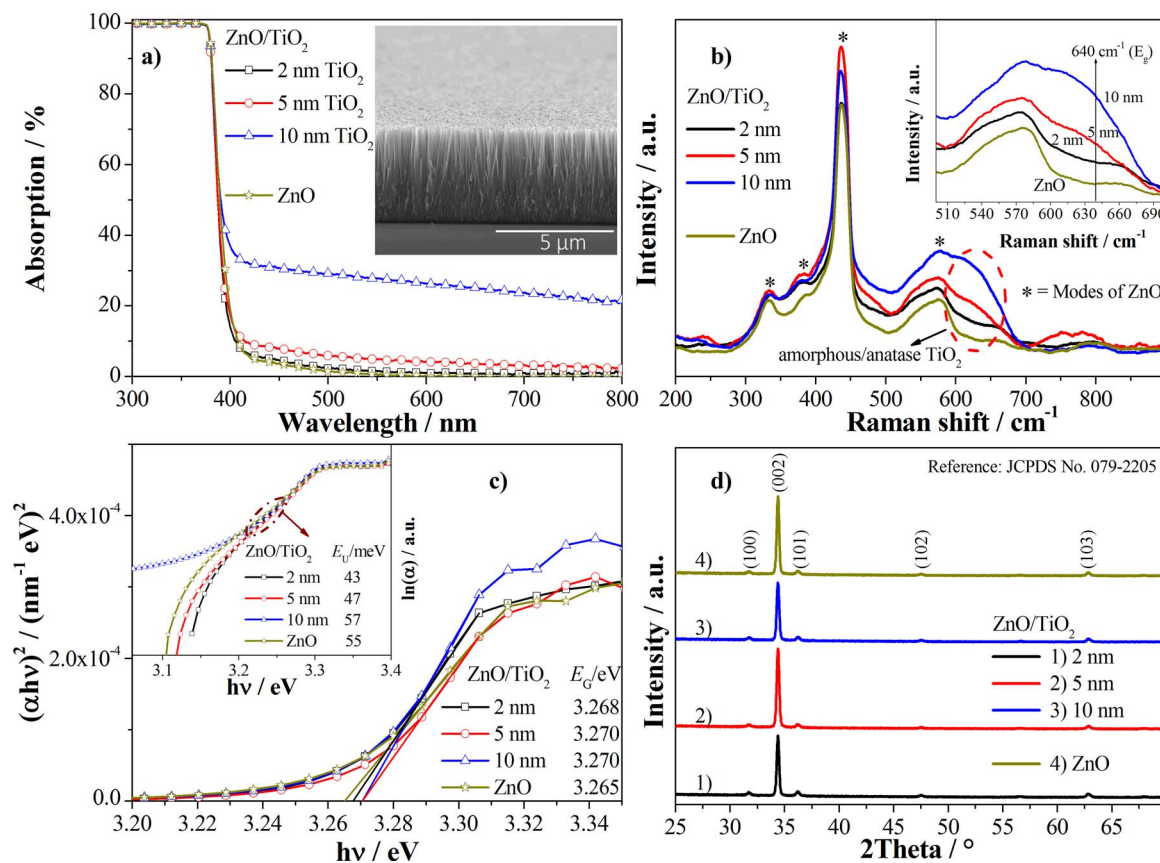 a)
Absorption / %
100
80
60
40
20
0
300 400 500 600 700 800
Wavelength / nm
ZnO/TiO₂
2 nm TiO₂
5 nm TiO₂
10 nm TiO₂
ZnO
5 µm
b)
Intensity / a.u.
200 300 400 500 600 700 800
Raman shift / cm⁻¹
ZnO/TiO₂
2 nm
5 nm
10 nm
ZnO
* * * *
* = Modes of ZnO
amorphous/anatase TiO₂
Intensity / a.u.
640 cm⁻¹ (Eg)
10 nm
5 nm
2 nm
ZnO
510 540 570 600 630 660 690
Raman shift / cm⁻¹
c)
(αhν)² / (nm⁻¹ eV)²
4.0x10⁻⁴
2.0x10⁻⁴
0.0
3.20 3.22 3.24 3.26 3.28 3.30 3.32 3.34
hν / eV
ZnO/TiO₂ EG/eV
2 nm 3.268
5 nm 3.270
10 nm 3.270
ZnO 3.265
ln(α) / a.u.
ZnO/TiO₂ EU/meV
2 nm 43
5 nm 47
10 nm 57
ZnO 55
3.1 3.2 3.3 3.4
hν / eV
d)
Reference: JCPDS No. 079-2205
Intensity / a.u.
(100) (002) (101) (102) (103)
4)
3)
2)
1)
ZnO/TiO₂
1) 2 nm
2) 5 nm
3) 10 nm
4) ZnO
25 30 35 40 45 50 55 60 65
2Theta / °